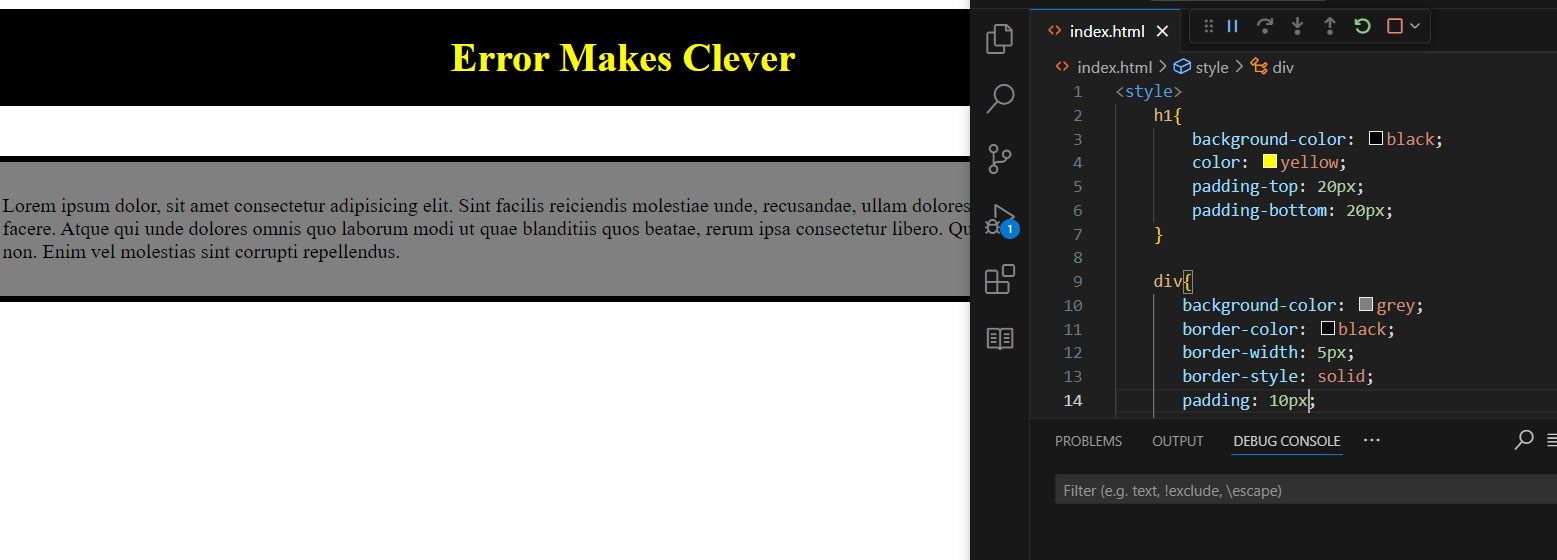 Error Makes Clever
Lorem ipsum dolor, sit amet consectetur adipisicing elit. Sint facilis reiciendis molestiae unde, recusandae, ullam dolores
facere. Atque qui unde dolores omnis quo laborum modi ut quae blanditiis quos beatae, rerum ipsa consectetur libero. Qu
non. Enim vel molestias sint corrupti repellendus.
index.html
index.html > style > div
1 <style>
2 h1{
3 background-color: black;
4 color: yellow;
5 padding-top: 20px;
6 padding-bottom: 20px;
7 }
8
9 div{
10 background-color: grey;
11 border-color: black;
12 border-width: 5px;
13 border-style: solid;
14 padding: 10px;
1
PROBLEMS OUTPUT DEBUG CONSOLE ...
Filter (e.g. text, !exclude, \escape)